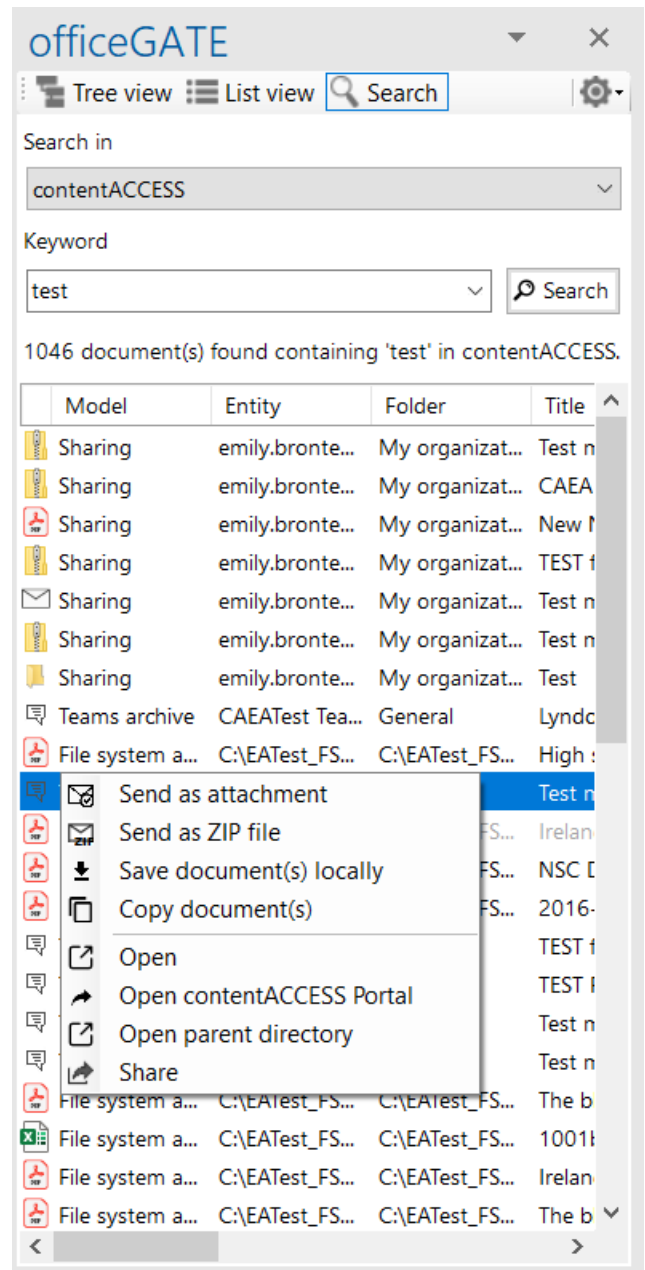 officeGATE
Tree view List view Search
Search in
contentACCESS
Keyword
test Search
1046 document(s) found containing 'test' in contentACCESS.
Model Entity Folder Title
Sharing emily.bronte... My organizat... Test
Sharing emily.bronte... My organizat... CAEA
Sharing emily.bronte... My organizat... New
Sharing emily.bronte... My organizat... TEST
Sharing emily.bronte... My organizat... Test
Sharing emily.bronte... My organizat... Test
Sharing emily.bronte... My organizat... Test
Teams archive CAEATest Tea... General Lyndo
File system a... C:\EATest_FS... C:\EATest_FS... High
Test
Send as attachment
Send as ZIP file FS... Irelan
Save document(s) locally FS... NSC
Copy document(s) FS... 2016-
Open TEST
Open contentACCESS Portal TEST
Open parent directory Test
Share Test
File system a... C:\EATest_FS... C:\EATest_FS... The b
File system a... C:\EATest_FS... C:\EATest_FS... 1001
File system a... C:\EATest_FS... C:\EATest_FS... Irelan
File system a... C:\EATest_FS... C:\EATest_FS... The b